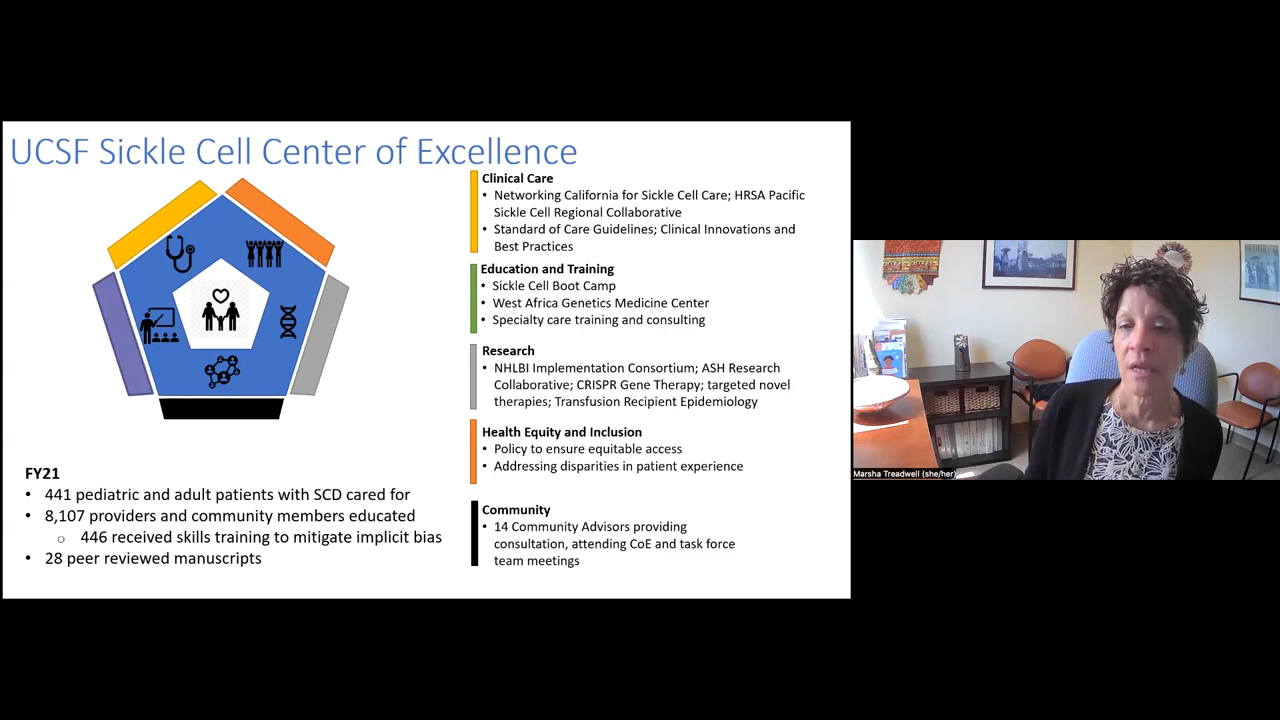 UCSF Sickle Cell Center of Excellence
Clinical Care
• Networking California for Sickle Cell Care; HRSA Pacific
Sickle Cell Regional Collaborative
• Standard of Care Guidelines; Clinical Innovations and
Best Practices
Education and Training
• Sickle Cell Boot Camp
• West Africa Genetics Medicine Center
• Specialty care training and consulting
Research
• NHLBI Implementation Consortium; ASH Research
Collaborative; CRISPR Gene Therapy; targeted novel
therapies; Transfusion Recipient Epidemiology
Health Equity and Inclusion
• Policy to ensure equitable access
• Addressing disparities in patient experience
Community
• 14 Community Advisors providing
consultation, attending CoE and task force
team meetings
FY21
• 441 pediatric and adult patients with SCD cared for
• 8,107 providers and community members educated
o 446 received skills training to mitigate implicit bias
• 28 peer reviewed manuscripts
Marsha Treadwell (she/her)